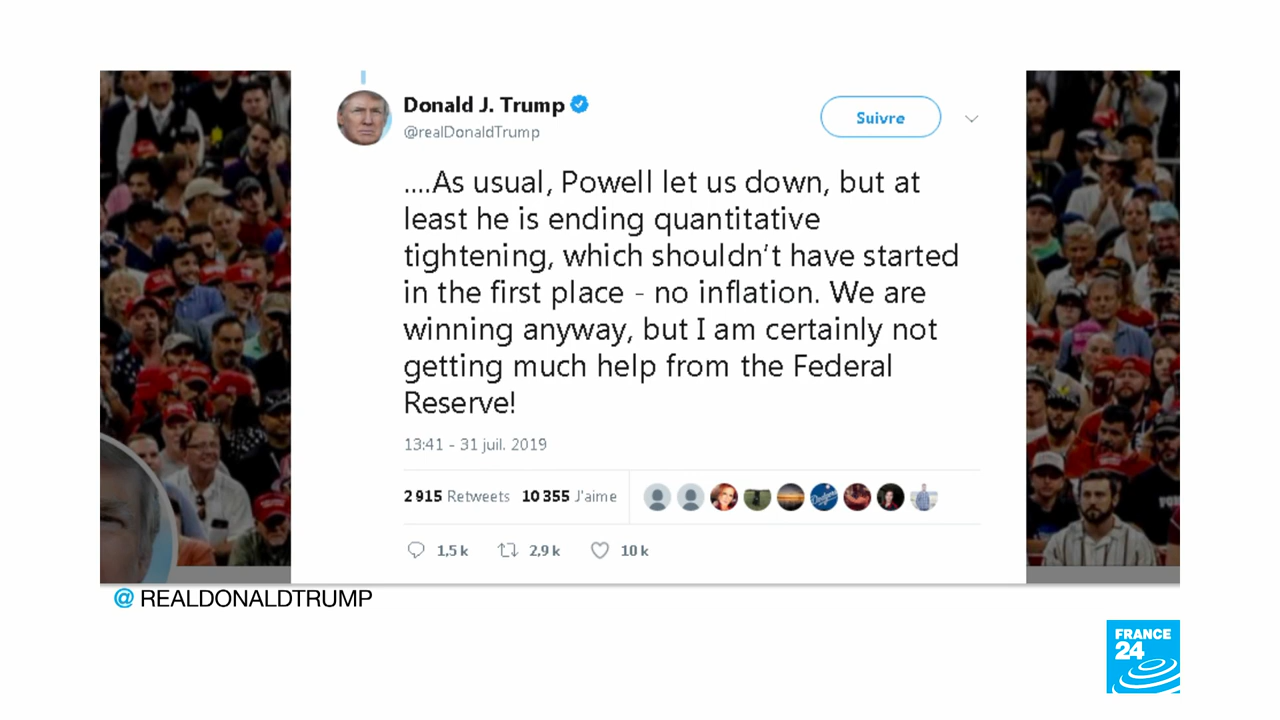 Donald J. Trump
@realDonaldTrump
Suivre
....As usual, Powell let us down, but at
least he is ending quantitative
tightening, which shouldn't have started
in the first place - no inflation. We are
winning anyway, but I am certainly not
getting much help from the Federal
Reserve!
13:41 - 31 juil. 2019
2 915 Retweets 10 355 J'aime
Dodgers
1,5 k 2,9 k 10 k
@ REALDONALDTRUMP
FRANCE
24